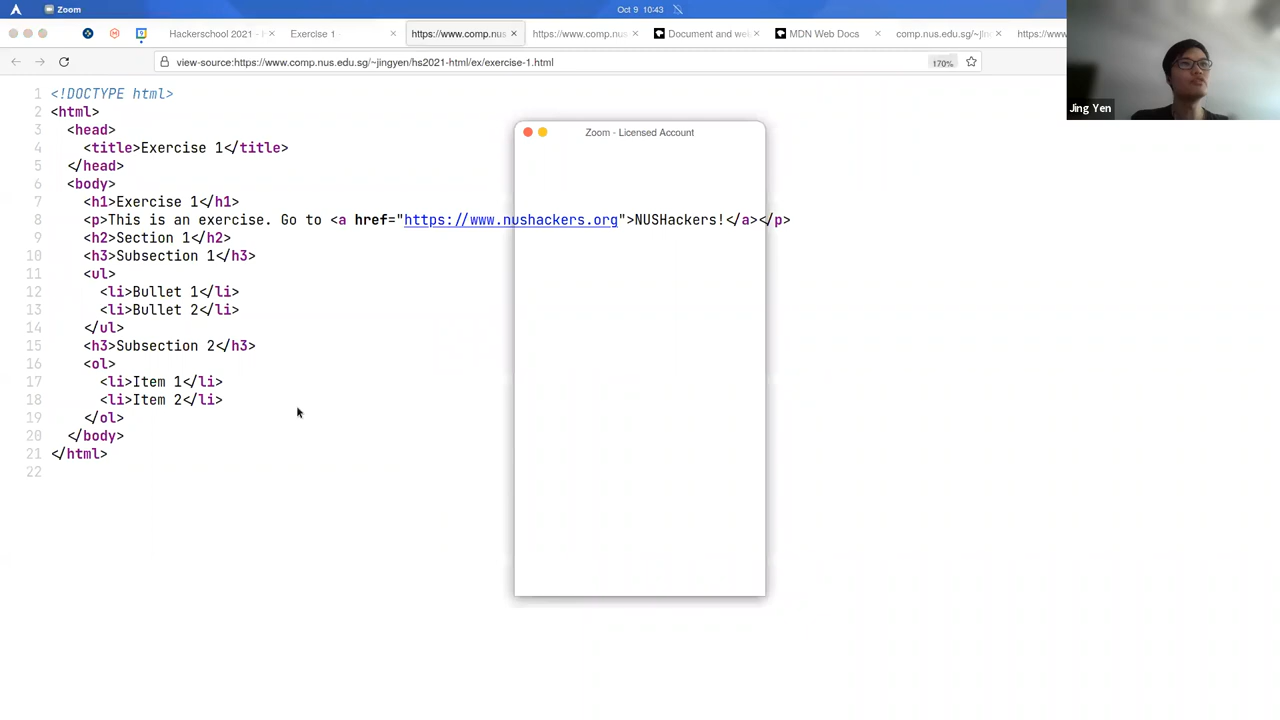 Zoom
Oct 9 10:43
Hackerschool 2021 -
Exercise 1
https://www.comp.nus
https://www.comp.nu
Document and we
MDN Web Docs
comp.nus.edu.sg/~jin
https://www.comp.nus
view-source:https://www.comp.nus.edu.sg/~jingyen/hs2021-html/ex/exercise-1.html
170%
Jing Yen
Zoom - Licensed Account
1 <!DOCTYPE html>
2 <html>
3 <head>
4 <title>Exercise 1</title>
5 </head>
6 <body>
7 <h1>Exercise 1</h1>
8 <p>This is an exercise. Go to <a href="https://www.nushackers.org">NUSHackers!</a></p>
9 <h2>Section 1</h2>
10 <h3>Subsection 1</h3>
11 <ul>
12 <li>Bullet 1</li>
13 <li>Bullet 2</li>
14 </ul>
15 <h3>Subsection 2</h3>
16 <ol>
17 <li>Item 1</li>
18 <li>Item 2</li>
19 </ol>
20 </body>
21 </html>
22